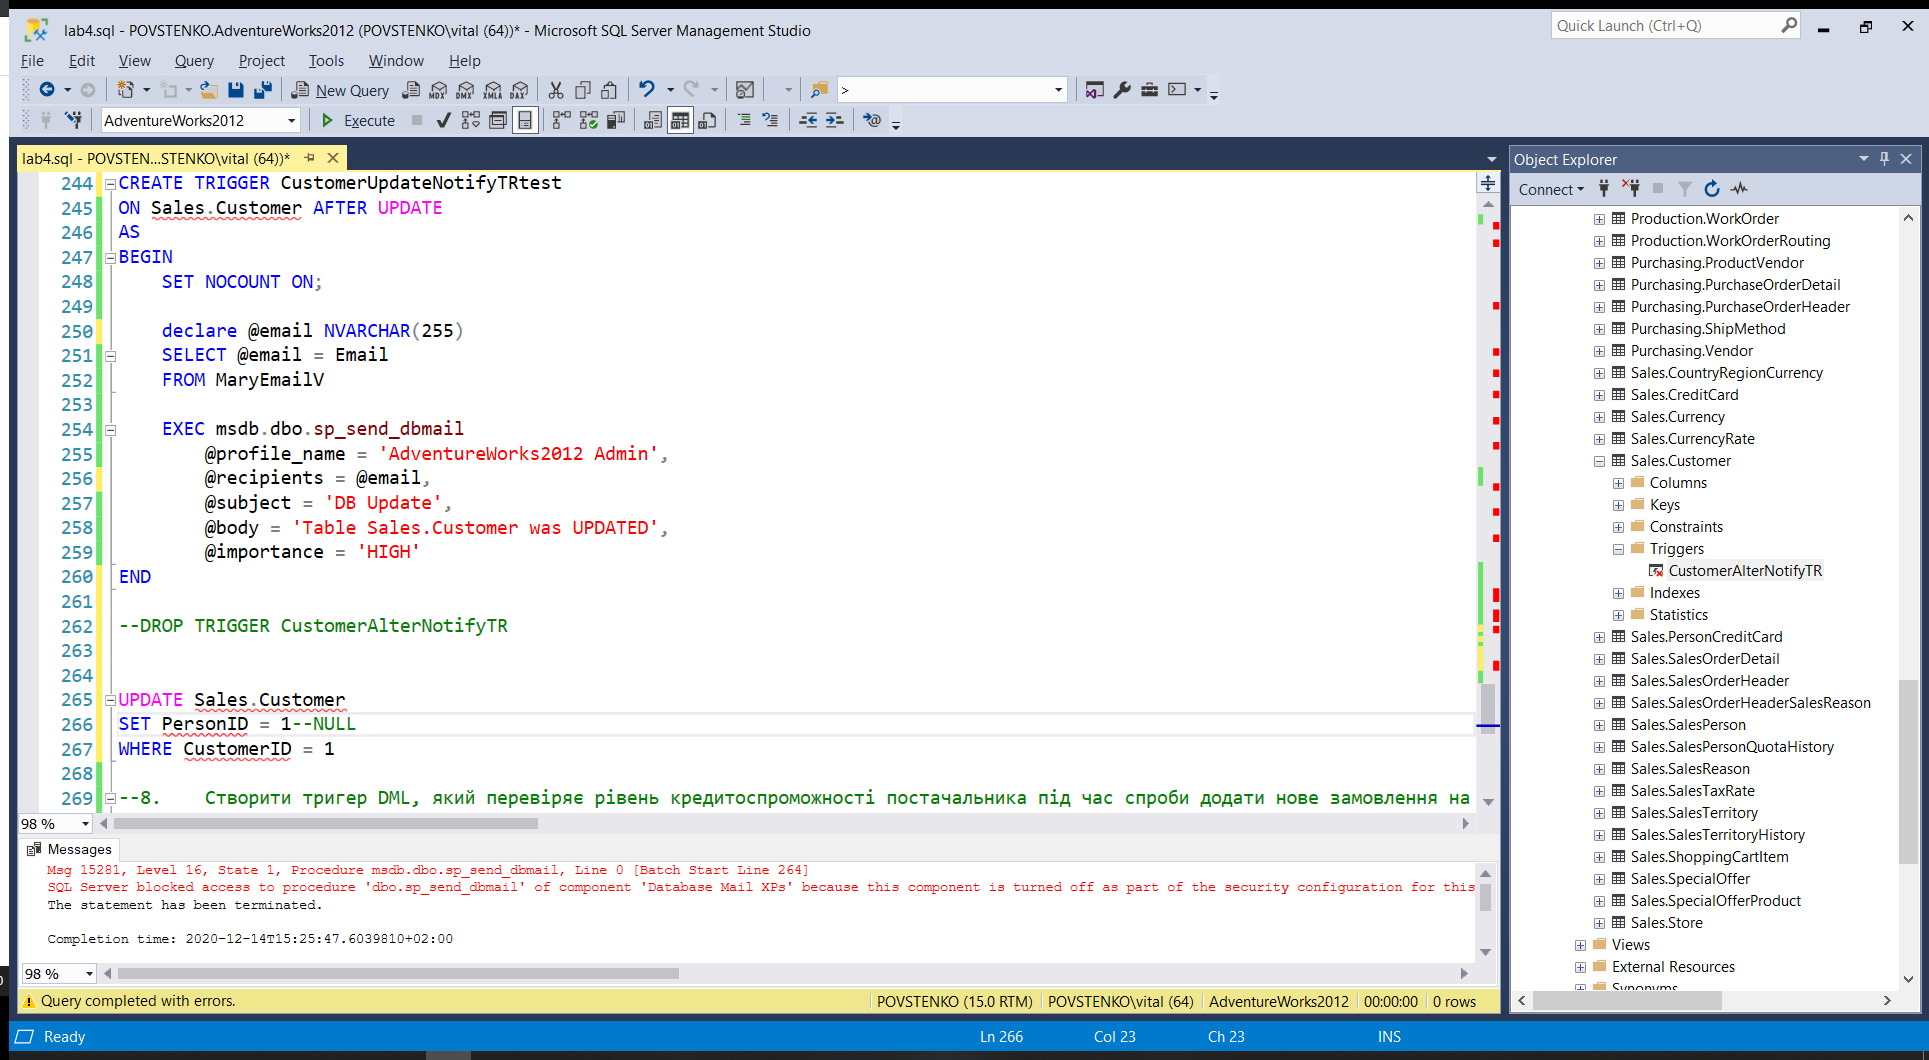 lab4.sql - POVSTENKO.AdventureWorks2012 (POVSTENKO\vital (64))* - Microsoft SQL Server Management Studio
Quick Launch (Ctrl+Q)
File Edit View Query Project Tools Window Help
New Query
MDX DMX XMLA DAX
>
AdventureWorks2012
Execute
lab4.sql - POVSTEN...STENKO\vital (64))*
244 CREATE TRIGGER CustomerUpdateNotifyTRtest
245 ON Sales.Customer AFTER UPDATE
246 AS
247 BEGIN
248 SET NOCOUNT ON;
249
250 declare @email NVARCHAR(255)
251 SELECT @email = Email
252 FROM MaryEmailV
253
254 EXEC msdb.dbo.sp_send_dbmail
255 @profile_name = 'AdventureWorks2012 Admin',
256 @recipients = @email,
257 @subject = 'DB Update',
258 @body = 'Table Sales.Customer was UPDATED',
259 @importance = 'HIGH'
260 END
261
262 --DROP TRIGGER CustomerAlterNotifyTR
263
264
265 UPDATE Sales.Customer
266 SET PersonID = 1--NULL
267 WHERE CustomerID = 1
268
269 --8. Створити тригер DML, який перевіряє рівень кредитоспроможності постачальника під час спроби додати нове замовлення на
98 %
Messages
Msg 15281, Level 16, State 1, Procedure msdb.dbo.sp_send_dbmail, Line 0 [Batch Start Line 264]
SQL Server blocked access to procedure 'dbo.sp_send_dbmail' of component 'Database Mail XPs' because this component is turned off as part of the security configuration for this
The statement has been terminated.
Completion time: 2020-12-14T15:25:47.6039810+02:00
98 %
Query completed with errors.
POVSTENKO (15.0 RTM) POVSTENKO\vital (64) AdventureWorks2012 00:00:00 0 rows
Object Explorer
Connect
Production.WorkOrder
Production.WorkOrderRouting
Purchasing.ProductVendor
Purchasing.PurchaseOrderDetail
Purchasing.PurchaseOrderHeader
Purchasing.ShipMethod
Purchasing.Vendor
Sales.CountryRegionCurrency
Sales.CreditCard
Sales.Currency
Sales.CurrencyRate
Sales.Customer
Columns
Keys
Constraints
Triggers
CustomerAlterNotifyTR
Indexes
Statistics
Sales.PersonCreditCard
Sales.SalesOrderDetail
Sales.SalesOrderHeader
Sales.SalesOrderHeaderSalesReason
Sales.SalesPerson
Sales.SalesPersonQuotaHistory
Sales.SalesReason
Sales.SalesTaxRate
Sales.SalesTerritory
Sales.SalesTerritoryHistory
Sales.ShoppingCartItem
Sales.SpecialOffer
Sales.SpecialOfferProduct
Sales.Store
Views
External Resources
Synonyms
Ready
Ln 266 Col 23 Ch 23 INS